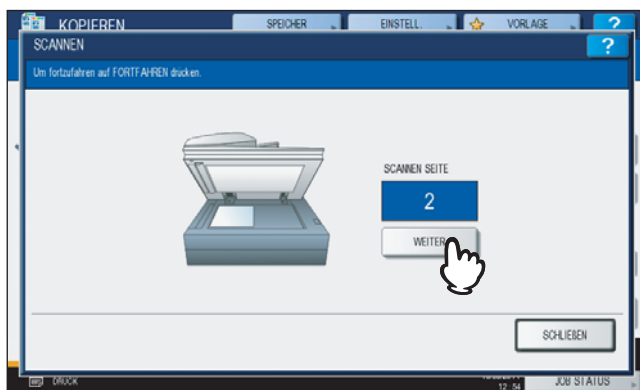 KOPIEREN SPEICHER EINSTELL. VORLAGE ?
SCANNEN ?
Um fortzufahren auf FORTFAHREN drücken.
SCANNEN SEITE
2
WEITER
SCHLIEßEN
DRUCK 12:54 JOB STATUS